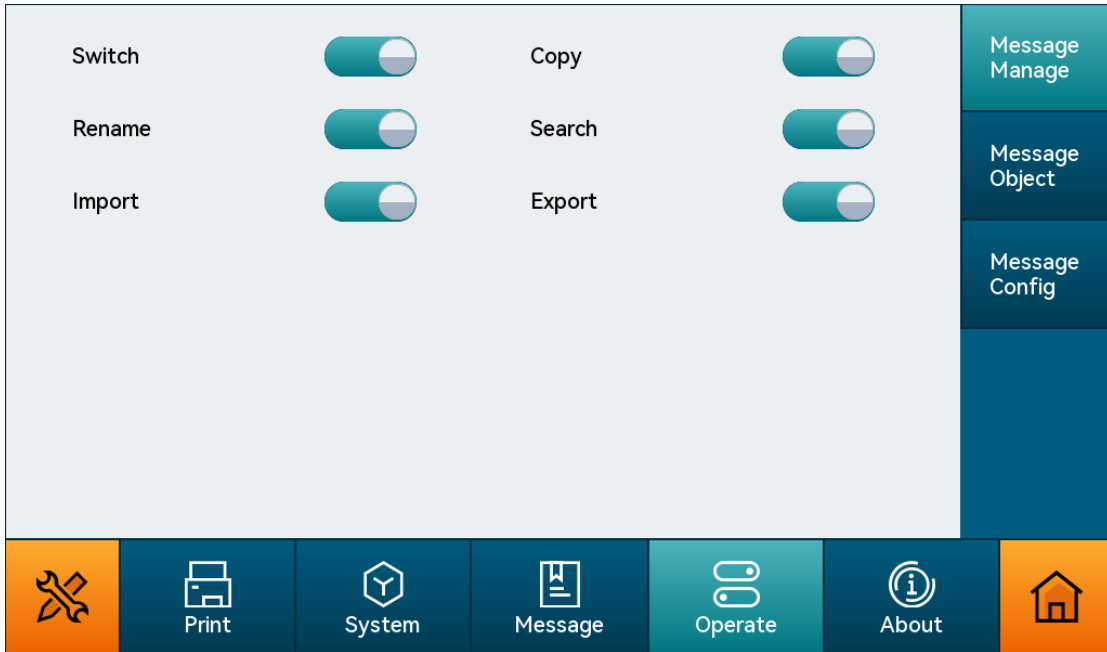 Switch
Copy
Rename
Search
Import
Export
Message
Manage
Message
Object
Message
Config
Print
System
Message
Operate
About